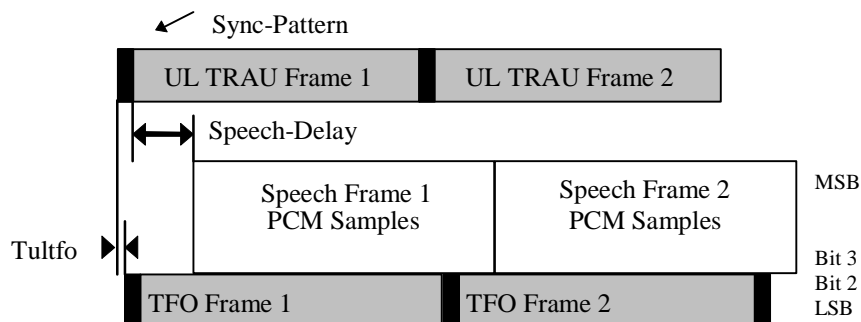 Sync-Pattern
UL TRAU Frame 1
UL TRAU Frame 2
Speech-Delay
Speech Frame 1
PCM Samples
Speech Frame 2
PCM Samples
MSB
Tultfo
Bit 3
Bit 2
LSB
TFO Frame 1
TFO Frame 2